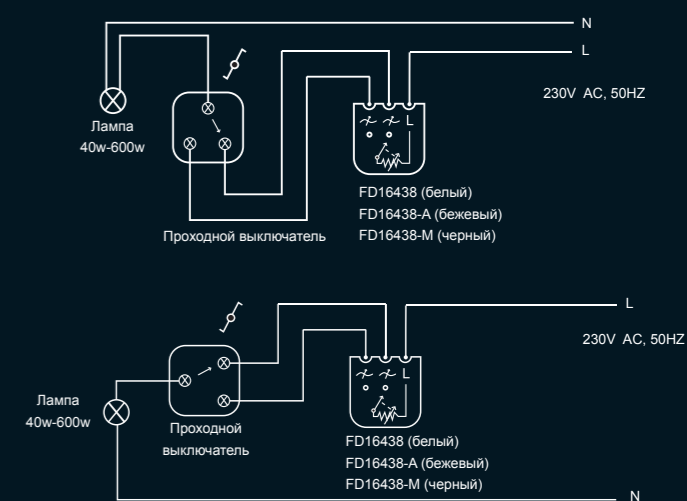 N
L
230V AC, 50HZ
Лампа
40w-600w
L
FD16438 (белый)
FD16438-A (бежевый)
FD16438-M (черный)
Проходной выключатель
L
230V AC, 50HZ
L
Лампа
40w-600w
Проходной
выключатель
FD16438 (белый)
FD16438-A (бежевый)
FD16438-M (черный)
N